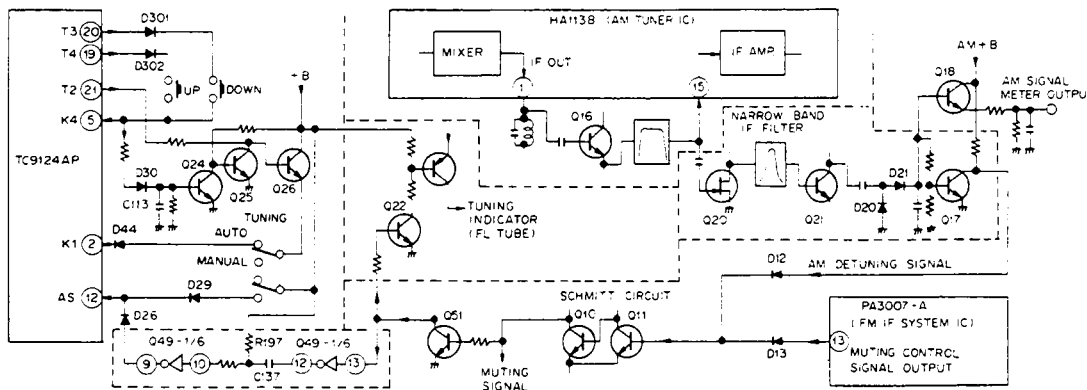 TC9124AP
T3 20
T4 19
T2 21
K4 5
K1 2
AS 12
D301
D302
UP
DOWN
+B
Q24
Q25
Q26
D30
C113
D44
TUNING
AUTO
MANUAL
D29
D26
Q49-1/6
9
10
R197
C137
Q49-1/6
12
13
HA1138 (AM TUNER IC)
MIXER
IF OUT
1
IF AMP
15
Q16
NARROW BAND
IF FILTER
Q20
Q21
D20
D21
Q17
Q18
AM+B
AM SIGNAL
METER OUTPUT
Q22
TUNING
INDICATOR
(FL TUBE)
D12
AM DETUNING SIGNAL
SCHMITT CIRCUIT
Q51
Q10
Q11
MUTING
SIGNAL
D13
PA3007-A
(FM IF SYSTEM IC)
13
MUTING CONTROL
SIGNAL OUTPUT